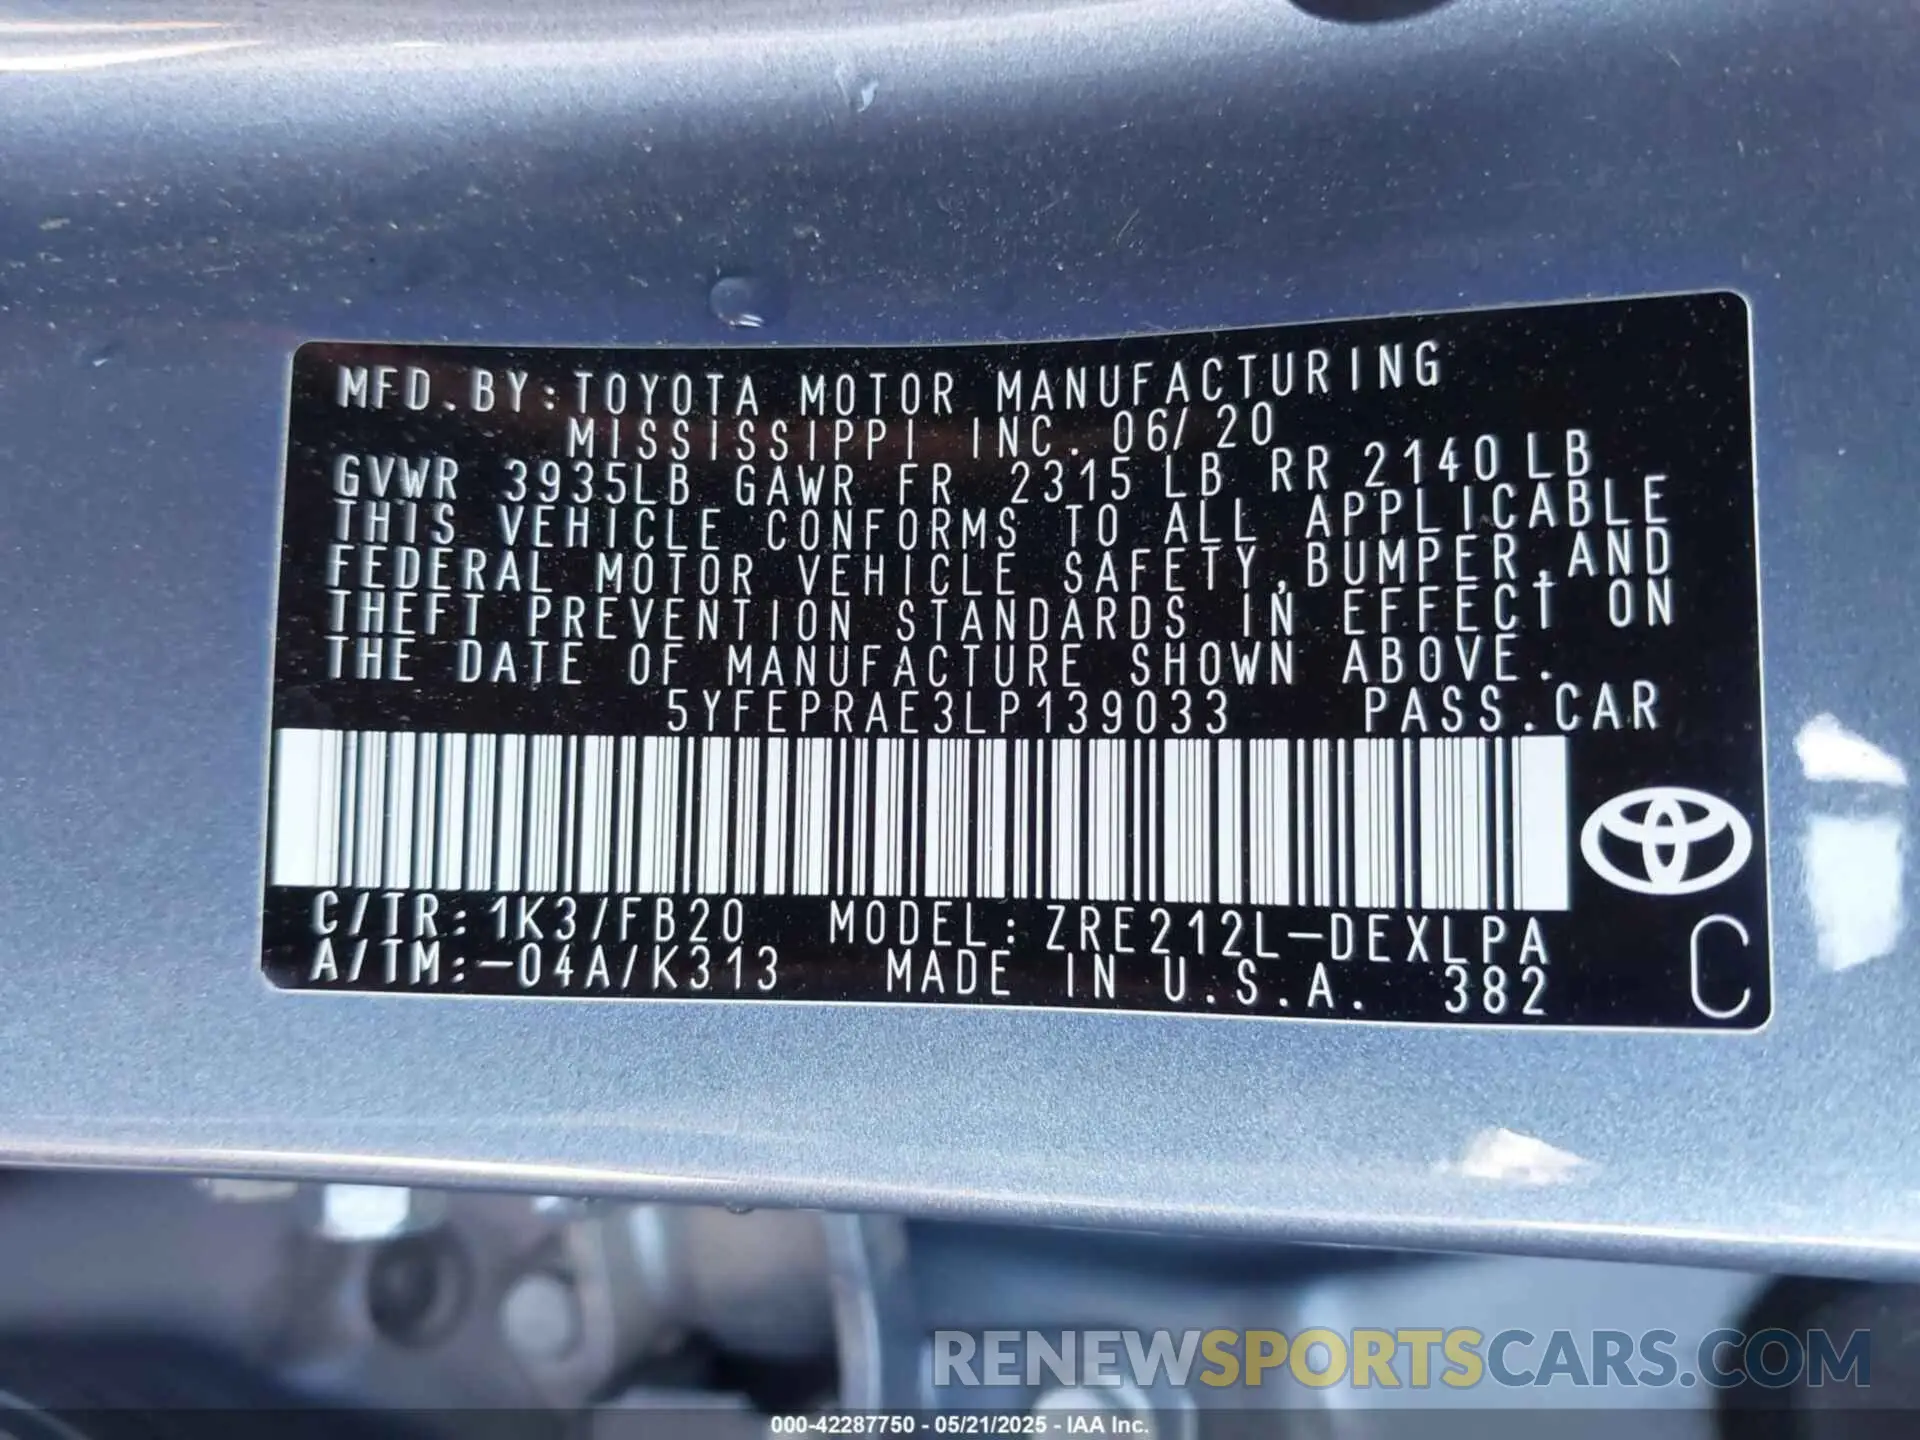 MFD.BY:TOYOTA MOTOR MANUFACTURING
MISSISSIPPI INC. 06/20
GVWR 3935LB GAWR FR 2315LB RR 2140LB
THIS VEHICLE CONFORMS TO ALL APPLICABLE
FEDERAL MOTOR VEHICLE SAFETY,BUMPER,AND
THEFT PREVENTION STANDARDS IN EFFECT ON
THE DATE OF MANUFACTURE SHOWN ABOVE.
5YFEPRAE3LP139033 PASS.CAR
C/TR:1K3/FB20 MODEL:ZRE212L-DEXLPA
A/TM:-04A/K313 MADE IN U.S.A. 382
C
RENEWSPORTSCARS.COM
000-42287750 - 05/21/2025 - IAA Inc.